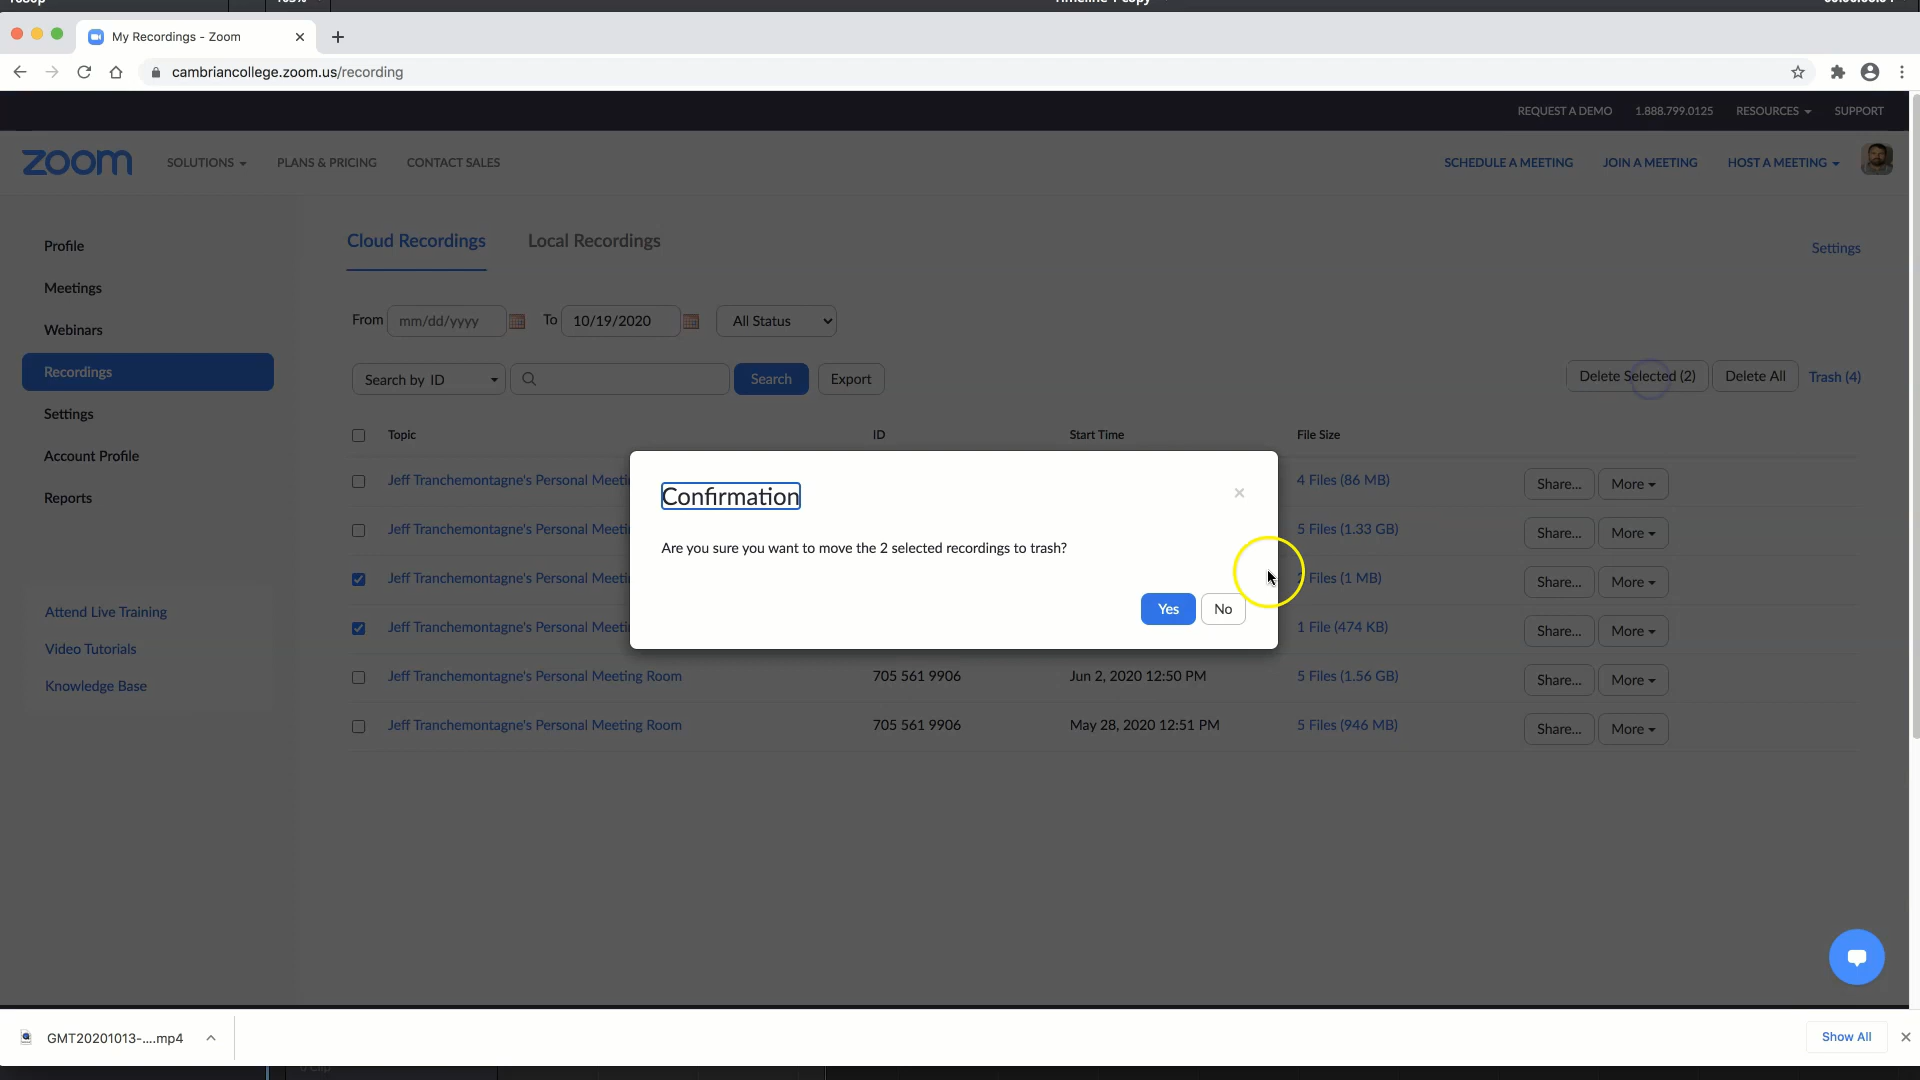 My Recordings - Zoom
cambriancollege.zoom.us/recording
REQUEST A DEMO 1.888.799.0125 RESOURCES SUPPORT
zoom SOLUTIONS PLANS & PRICING CONTACT SALES SCHEDULE A MEETING JOIN A MEETING HOST A MEETING
Profile
Meetings
Webinars
Recordings
Settings
Account Profile
Reports
Attend Live Training
Video Tutorials
Knowledge Base
Cloud Recordings Local Recordings Settings
From mm/dd/yyyy To 10/19/2020 All Status
Search by ID Search Export Delete Selected (2) Delete All Trash (4)
Topic ID Start Time File Size
Jeff Tranchemontagne's Personal 4 Files (86 MB) Share... More
Jeff Tranchemontagne's Personal 5 Files (1.33 GB) Share... More
Jeff Tranchemontagne's Personal Files (1 MB) Share... More
Jeff Tranchemontagne's Personal 1 File (474 KB) Share... More
Jeff Tranchemontagne's Personal Meeting Room 705 561 9906 Jun 2, 2020 12:50 PM 5 Files (1.56 GB) Share... More
Jeff Tranchemontagne's Personal Meeting Room 705 561 9906 May 28, 2020 12:51 PM 5 Files (946 MB) Share... More
Confirmation
Are you sure you want to move the 2 selected recordings to trash?
Yes No
GMT20201013-....mp4 Show All